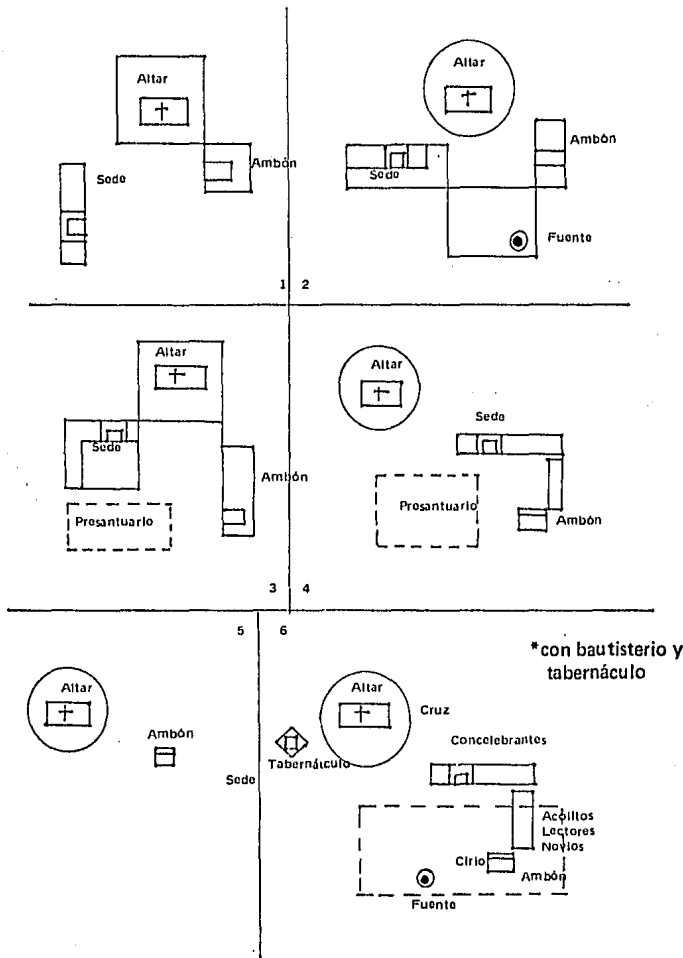 Altar
Ambón
Sede
1
Altar
Ambón
Sede
Fuente
2
Altar
Sede
Ambón
Presantuario
3
Altar
Sede
Presantuario
Ambón
4
5
Altar
Ambón
Sede
6
*con bautisterio y
tabernáculo
Altar
Cruz
Concelebrantes
Tabernáculo
Acólitos
Lectores
Novios
Cirio
Ambón
Fuente